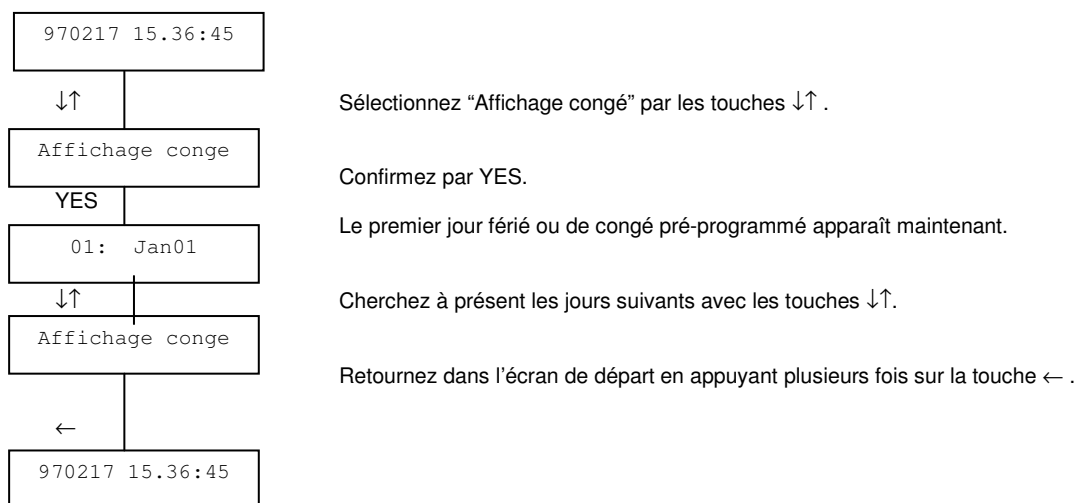 970217 15.36:45
↓↑
Sélectionnez “Affichage congé” par les touches ↓↑ .
Affichage conge
Confirmez par YES.
YES
Le premier jour férié ou de congé pré-programmé apparaît maintenant.
01: Jan01
↓↑
Cherchez à présent les jours suivants avec les touches ↓↑.
Affichage conge
Retournez dans l'écran de départ en appuyant plusieurs fois sur la touche ← .
←
970217 15.36:45